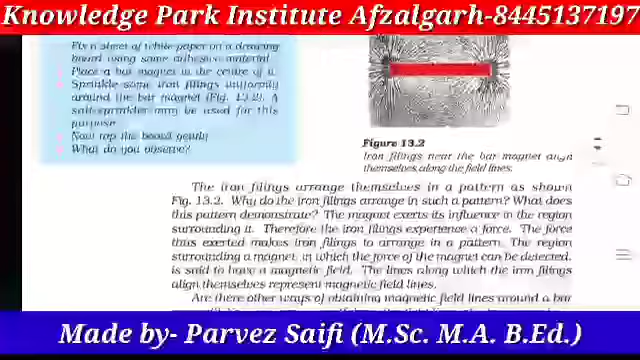 Knowledge Park Institute Afzalgarh-8445137197
Fix a sheet of white paper on a drawing
board using some adhesive material.
Place a bar magnet in the centre of it.
Sprinkle some iron filings uniformly
around the bar magnet (Fig. 13.2). A
salt-sprinkler may be used for this
purpose.
Now tap the board gently.
What do you observe?
Figure 13.2
Iron filings near the bar magnet align
themselves along the field lines.
The iron filings arrange themselves in a pattern as shown
Fig. 13.2. Why do the iron filings arrange in such a pattern? What does
this pattern demonstrate? The magnet exerts its influence in the region
surrounding it. Therefore the iron filings experience a force. The force
thus exerted makes iron filings to arrange in a pattern. The region
surrounding a magnet, in which the force of the magnet can be detected,
is said to have a magnetic field. The lines along which the iron filings
align themselves represent magnetic field lines.
Are there other ways of obtaining magnetic field lines around a bar
Made by- Parvez Saifi (M.Sc. M.A. B.Ed.)